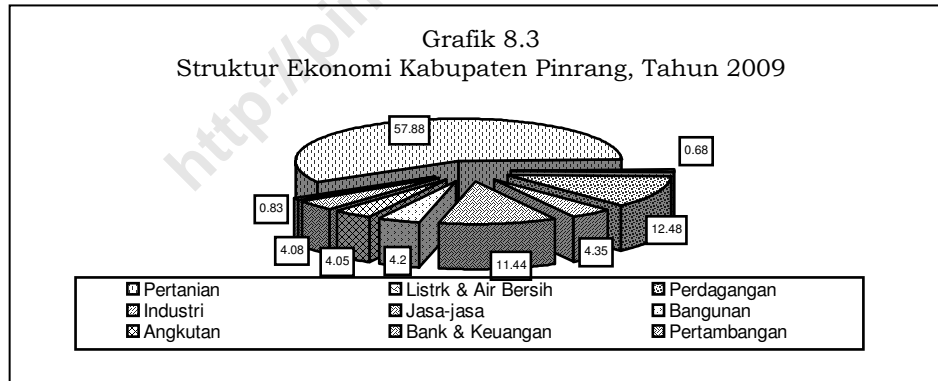 Grafik 8.3
Struktur Ekonomi Kabupaten Pinrang, Tahun 2009
http://pin
57.88
0.68
0.83
12.48
4.08
4.05
4.2
11.44
4.35
Pertanian Listrk & Air Bersih Perdagangan
Industri Jasa-jasa Bangunan
Angkutan Bank & Keuangan Pertambangan